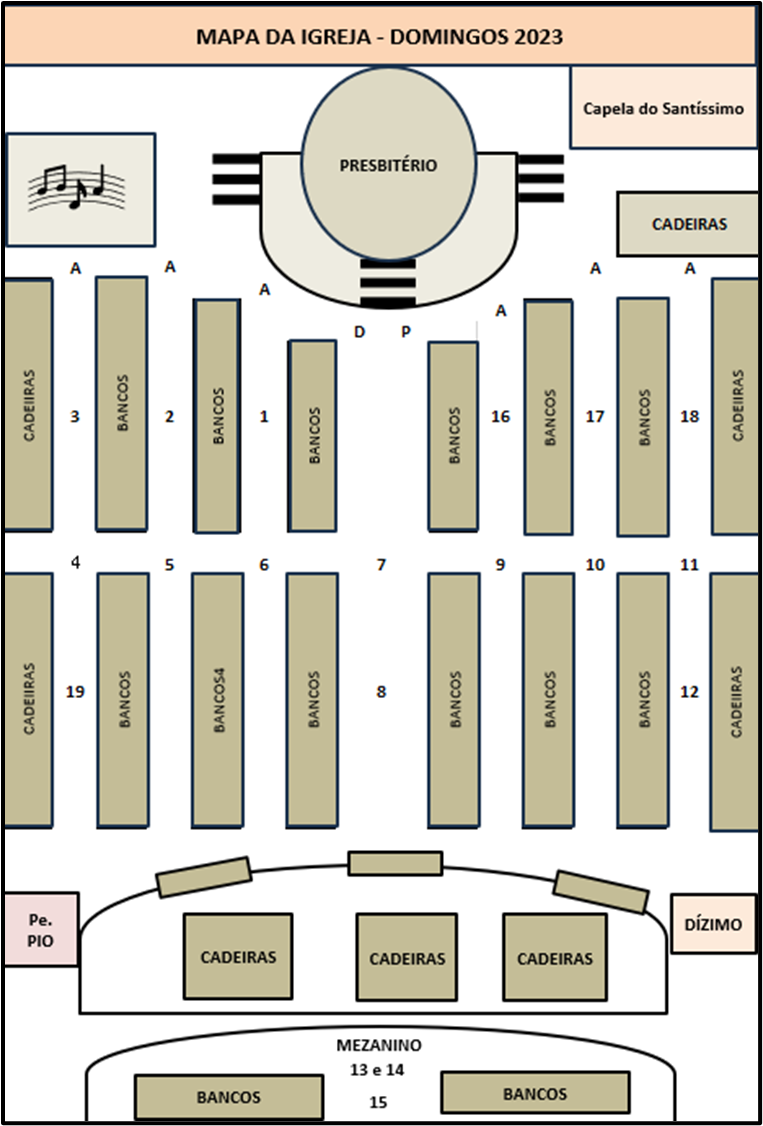 MAPA DA IGREJA - DOMINGOS 2023
Capela do Santíssimo
PRESBITÉRIO
CADEIRAS
A
A
A
D P
A
A
A
CADEIIRAS
3
BANCOS
2
BANCOS
1
BANCOS
BANCOS
16
BANCOS
17
BANCOS
18
CADEIIRAS
4 5 6 7 9 10 11
CADEIIRAS
19
BANCOS
BANCOS4
BANCOS
8
BANCOS
BANCOS
BANCOS
12
CADEIIRAS
Pe.
PIO
CADEIRAS
CADEIRAS
CADEIRAS
DÍZIMO
MEZANINO
13 e 14
15
BANCOS
BANCOS